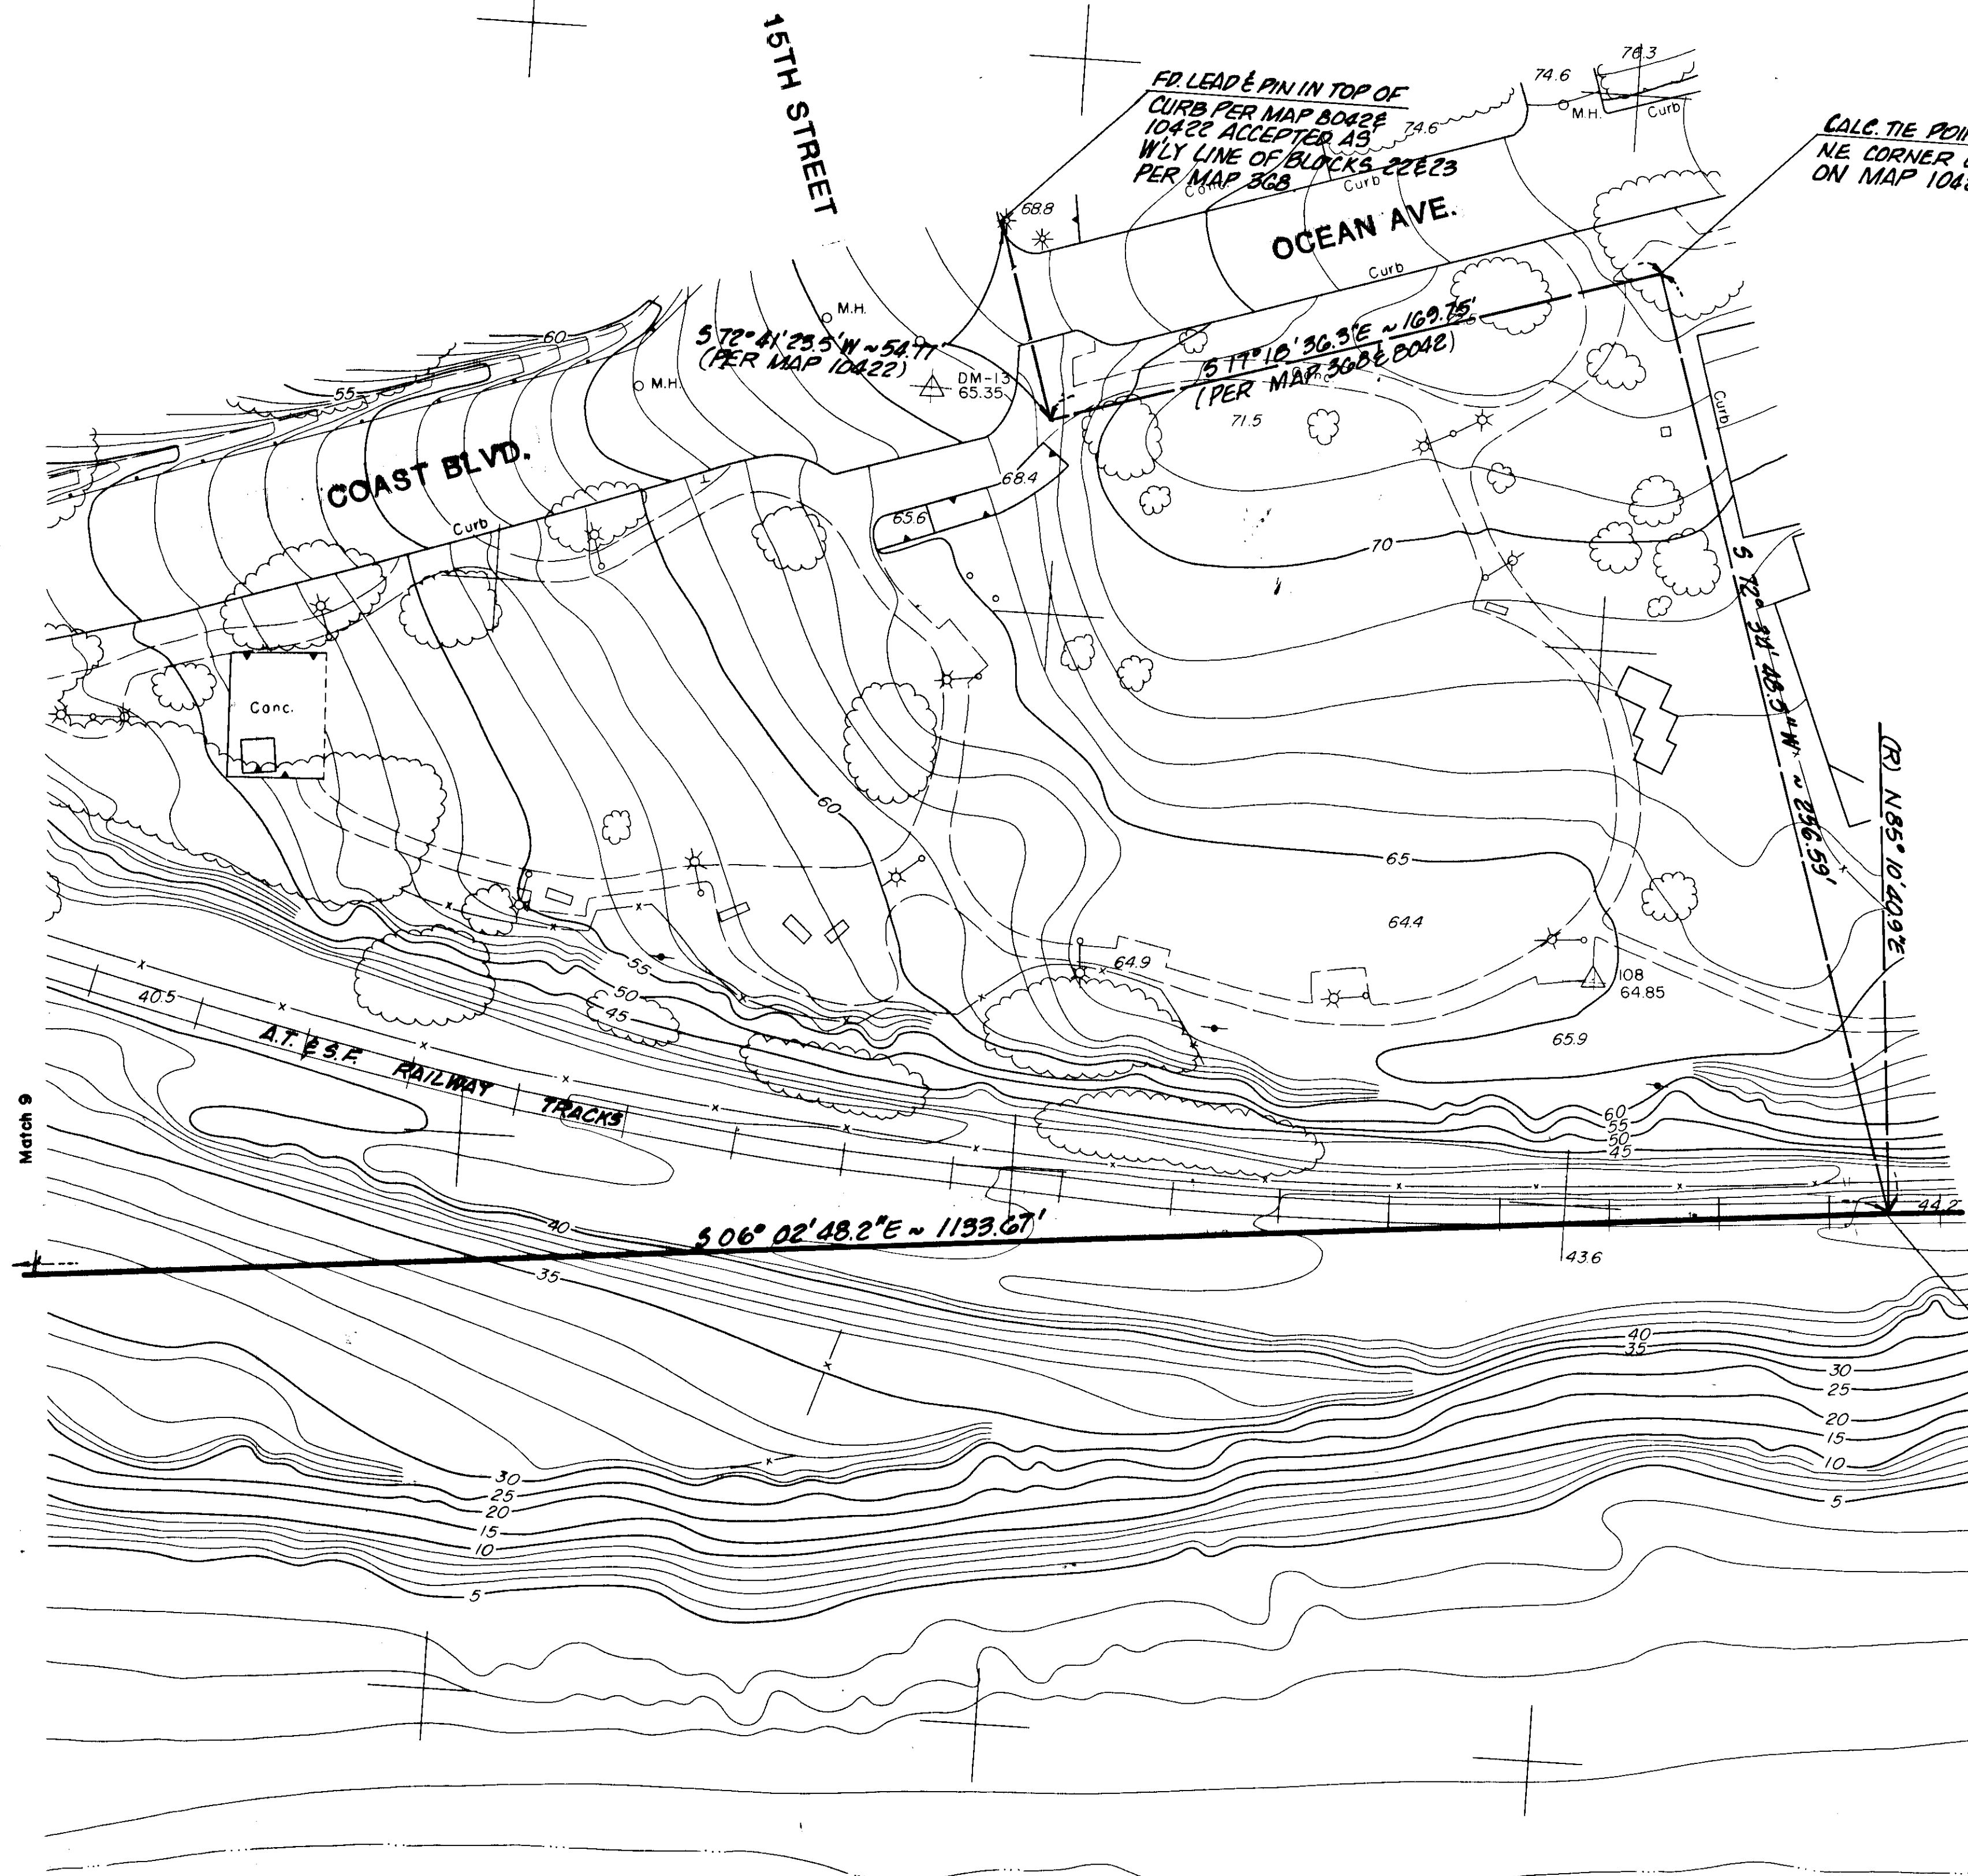 15TH STREET
FD. LEAD & PIN IN TOP OF
CURB PER MAP 8042 &
10422 ACCEPTED AS
W'LY LINE OF BLOCKS 22 & 23
PER MAP 368
74.6
76.3
74.6
M.H.
Curb
CALC. TIE POI
N.E. CORNER
ON MAP 104
68.8
Curb
OCEAN AVE.
Curb
M.H.
60
S 72° 41' 23.5" W ~ 54.77'
(PER MAP 10422)
M.H.
DM-13
65.35
S 17° 18' 36.3" E ~ 169.75'
(PER MAP 368 & 8042)
71.5
55
Curb
COAST BLVD.
Curb
68.4
65.6
70
S 72° 34' 48.5" W ~ 256.59'
(R) N85° 10' 40.9" E
Conc.
60
65
64.4
64.9
108
64.85
65.9
55
50
45
40.5
A.T. & S.F. RAILWAY TRACKS
60
55
50
45
Match 9
40
S 06° 02' 48.2" E ~ 1133.67'
44.2
43.6
35
40
35
30
25
20
15
10
5
30
25
20
15
10
5